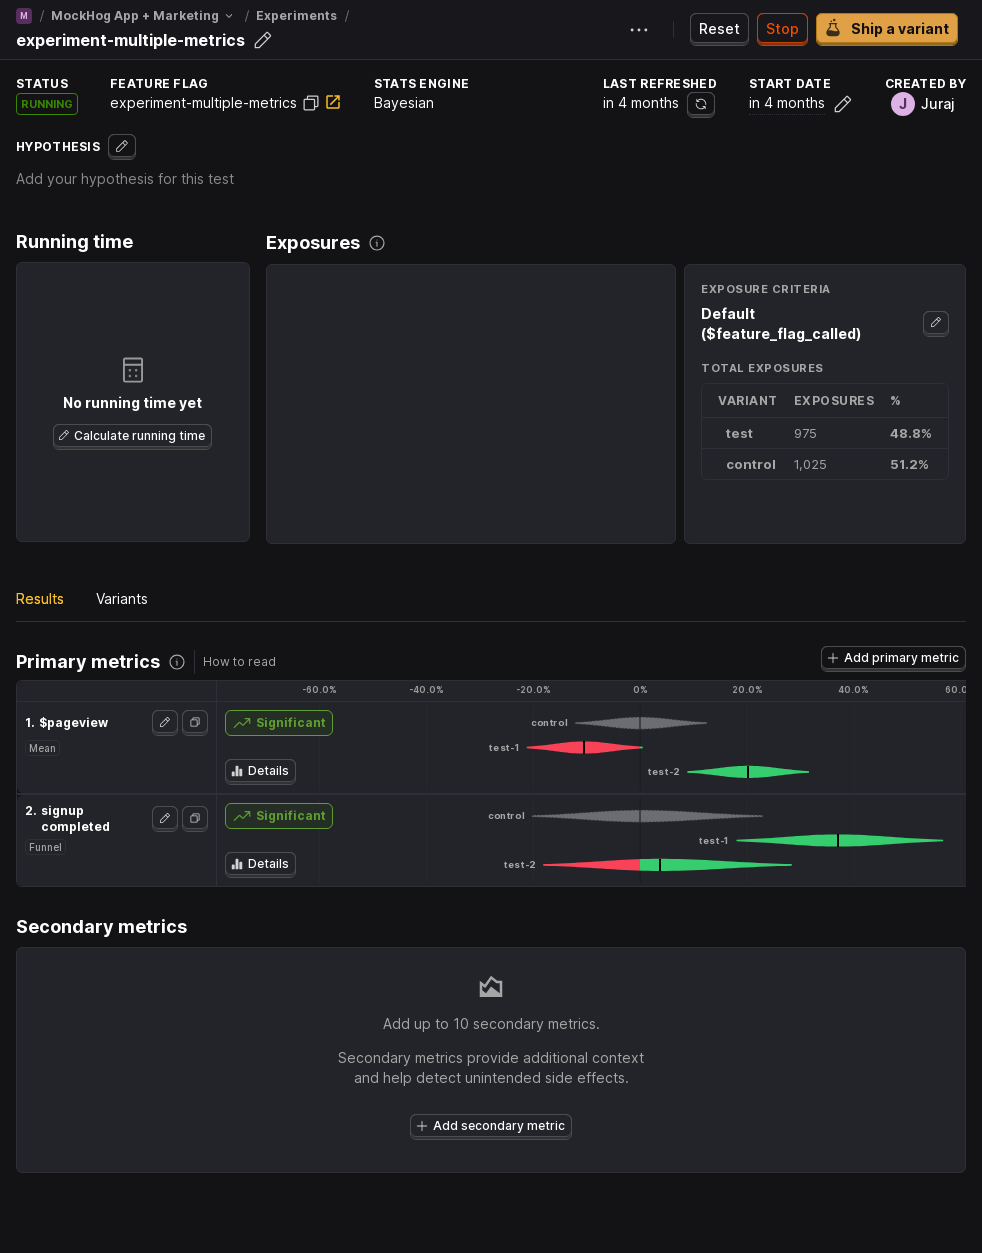 M / MockHog App + Marketing / Experiments /
experiment-multiple-metrics
Reset
Stop
Ship a variant
STATUS
RUNNING
FEATURE FLAG
experiment-multiple-metrics
STATS ENGINE
Bayesian
LAST REFRESHED
in 4 months
START DATE
in 4 months
CREATED BY
J Juraj
HYPOTHESIS
Add your hypothesis for this test
Running time
No running time yet
Calculate running time
Exposures
EXPOSURE CRITERIA
Default
($feature_flag_called)
TOTAL EXPOSURES
VARIANT EXPOSURES %
test 975 48.8%
control 1,025 51.2%
Results Variants
Primary metrics How to read
Add primary metric
-60.0% -40.0% -20.0% 0% 20.0% 40.0% 60.0
1. $pageview
Mean
Significant
Details
control
test-1
test-2
2. signup
completed
Funnel
Significant
Details
control
test-1
test-2
Secondary metrics
Add up to 10 secondary metrics.
Secondary metrics provide additional context
and help detect unintended side effects.
Add secondary metric